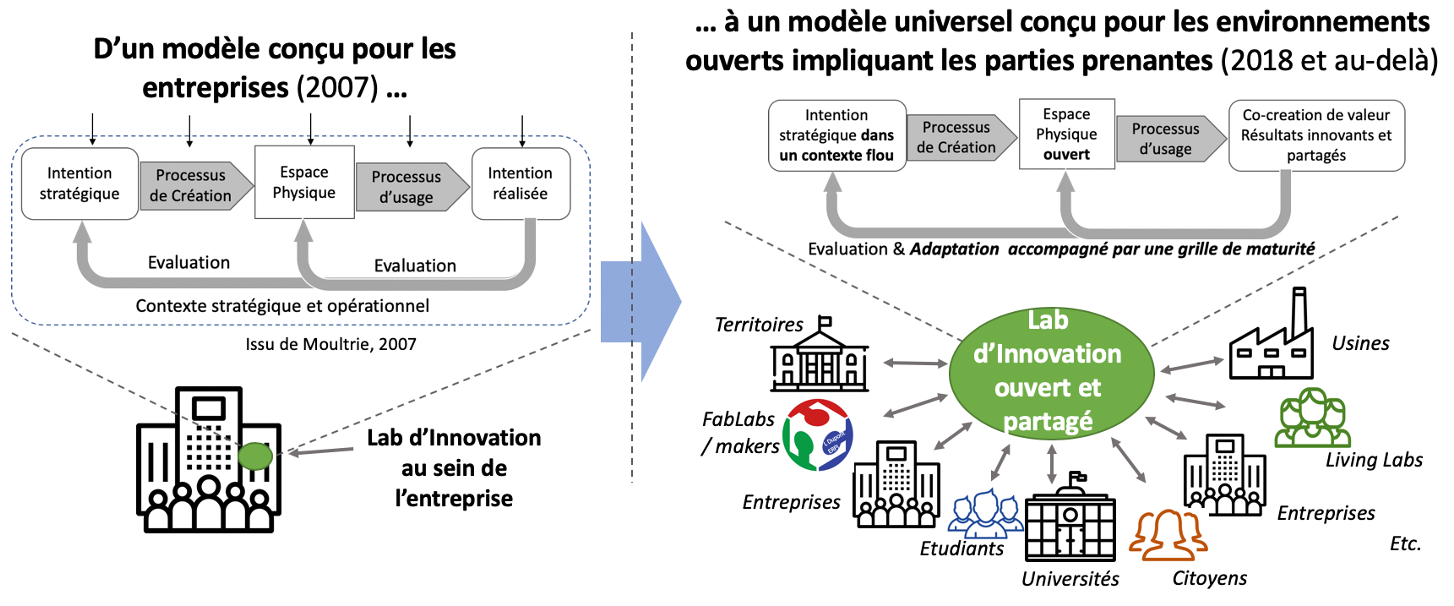 D’un modèle conçu pour les
entreprises (2007) ...
Intention
stratégique
Processus
de Création
Espace
Physique
Processus
d’usage
Intention
réalisée
Evaluation
Evaluation
Contexte stratégique et opérationnel
Issu de Moultrie, 2007
Lab d’Innovation
au sein de
l’entreprise
... à un modèle universel conçu pour les environnements
ouverts impliquant les parties prenantes (2018 et au-delà)
Intention
stratégique dans
un contexte flou
Processus
de Création
Espace
Physique
ouvert
Processus
d’usage
Co-creation de valeur
Résultats innovants et
partagés
Evaluation & Adaptation accompagné par une grille de maturité
Lab
d’Innovation
ouvert et
partagé
Territoires
FabLabs
/ makers
Entreprises
Etudiants
Universités
Citoyens
Entreprises
Living Labs
Usines
Etc.